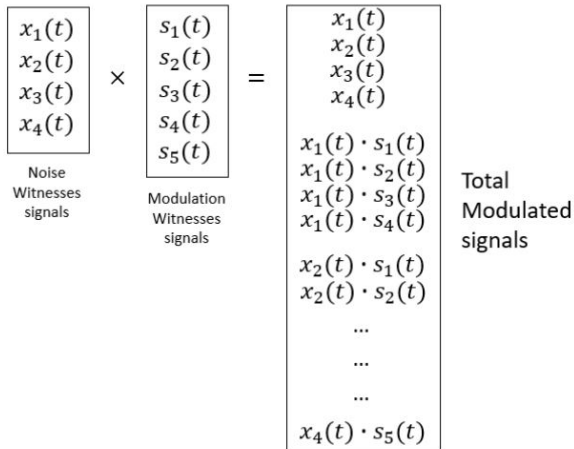 x₁(t)
x₂(t)
x₃(t)
x₄(t)
Noise
Witnesses
signals
×
s₁(t)
s₂(t)
s₃(t)
s₄(t)
s₅(t)
Modulation
Witnesses
signals
=
x₁(t)
x₂(t)
x₃(t)
x₄(t)
x₁(t) · s₁(t)
x₁(t) · s₂(t)
x₁(t) · s₃(t)
x₁(t) · s₄(t)
x₂(t) · s₁(t)
x₂(t) · s₂(t)
...
...
...
x₄(t) · s₅(t)
Total
Modulated
signals